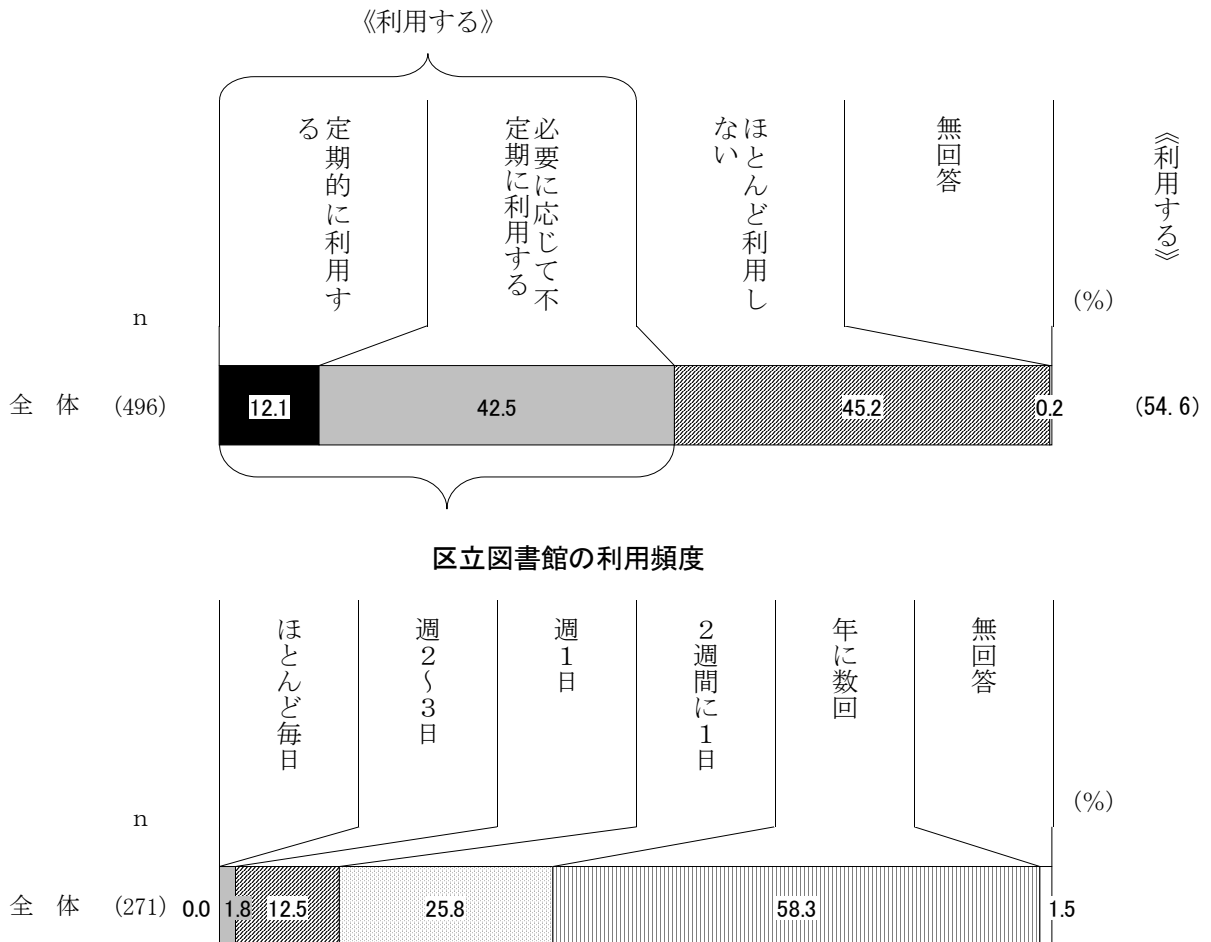 《利用する》
定期的に利用す
る
必要に応じて不
定期に利用する
ほとんど利用し
ない
無回答
《利用する》
n
(%)
全 体 (496) 12.1 42.5 45.2 0.2 (54.6)
区立図書館の利用頻度
ほとんど毎日
週2～3日
週1日
2週間に1日
年に数回
無回答
n
(%)
全 体 (271) 0.0 1.8 12.5 25.8 58.3 1.5